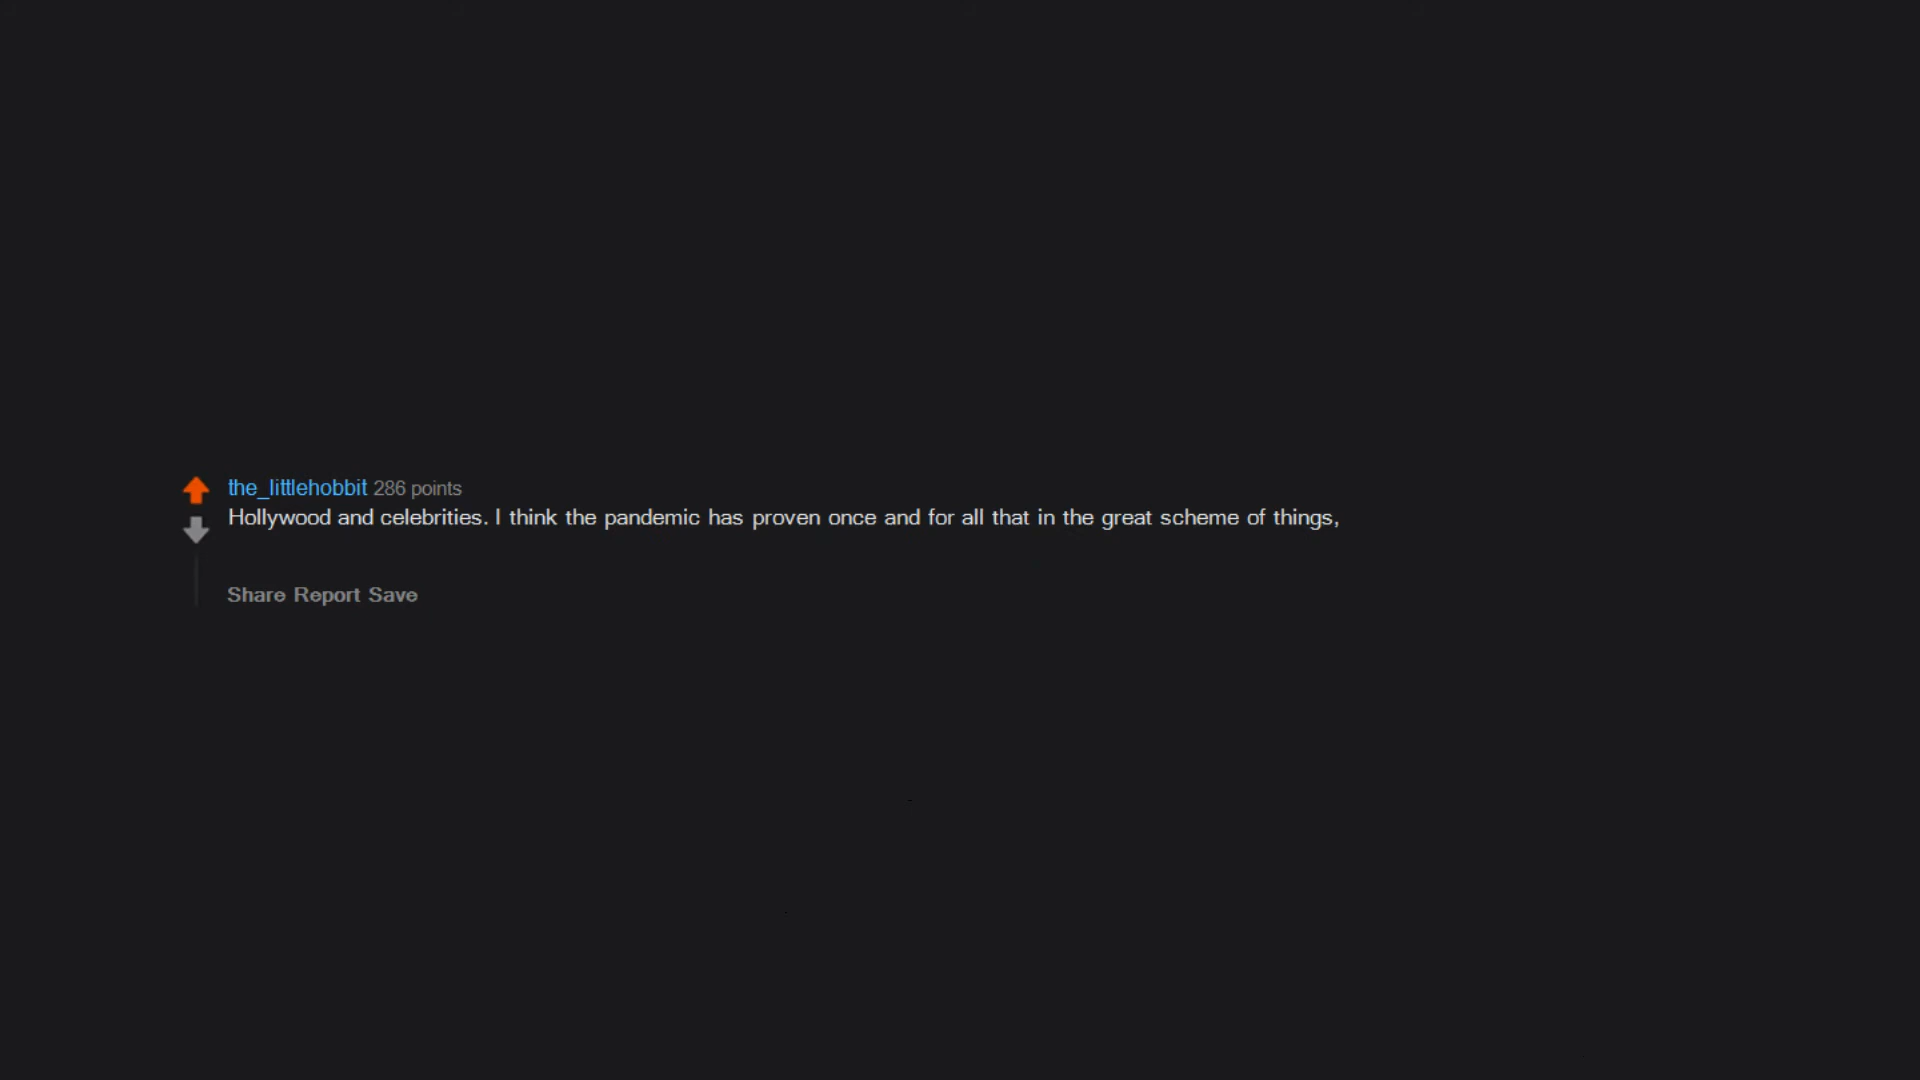 the_littlehobbit 286 points
Hollywood and celebrities. I think the pandemic has proven once and for all that in the great scheme of things,
Share Report Save